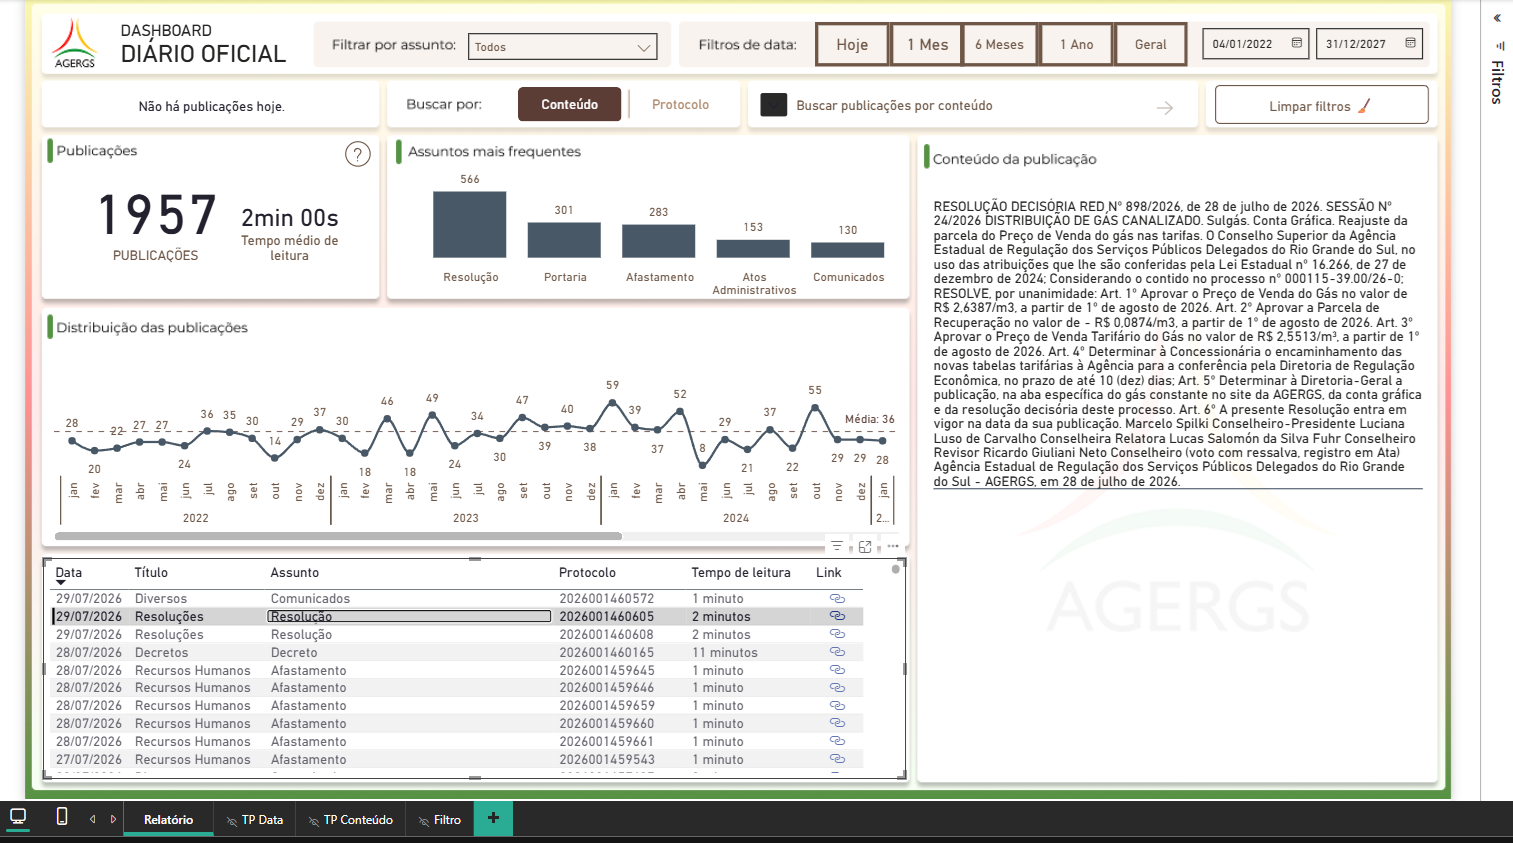 DASHBOARD
DIÁRIO OFICIAL
AGERGS
Filtrar por assunto:
Todos
Filtros de data:
Hoje
1 Mes
6 Meses
1 Ano
Geral
04/01/2022
31/12/2027
Filtros
Não há publicações hoje.
Buscar por:
Conteúdo
Protocolo
Buscar publicações por conteúdo
Limpar filtros
Publicações
?
1957
PUBLICAÇÕES
2min 00s
Tempo médio de
leitura
Assuntos mais frequentes
566
301
283
153
130
Resolução
Portaria
Afastamento
Atos
Administrativos
Comunicados
Distribuição das publicações
28 20 22 27 27 24 36 35 30 14 29 37 30 18 46 18 49 24 34 30 47 39 40 38 59 39 37 52 8 29 21 37 22 55 29 29 28
Média: 36
jan fev mar abr mai jun jul ago set out nov dez jan fev mar abr mai jun jul ago set out nov dez jan fev mar abr mai jun jul ago set out nov dez jan
2022 2023 2024 2...
Data Título Assunto Protocolo Tempo de leitura Link
29/07/2026 Diversos Comunicados 2026001460572 1 minuto
29/07/2026 Resoluções Resolução 2026001460605 2 minutos
29/07/2026 Resoluções Resolução 2026001460608 2 minutos
28/07/2026 Decretos Decreto 2026001460165 11 minutos
28/07/2026 Recursos Humanos Afastamento 2026001459645 1 minuto
28/07/2026 Recursos Humanos Afastamento 2026001459646 1 minuto
28/07/2026 Recursos Humanos Afastamento 2026001459659 1 minuto
28/07/2026 Recursos Humanos Afastamento 2026001459660 1 minuto
28/07/2026 Recursos Humanos Afastamento 2026001459661 1 minuto
27/07/2026 Recursos Humanos Afastamento 2026001459543 1 minuto
Conteúdo da publicação
RESOLUÇÃO DECISÓRIA RED Nº 898/2026, de 28 de julho de 2026. SESSÃO Nº
24/2026 DISTRIBUIÇÃO DE GÁS CANALIZADO. Sulgás. Conta Gráfica. Reajuste da
parcela do Preço de Venda do gás nas tarifas. O Conselho Superior da Agência
Estadual de Regulação dos Serviços Públicos Delegados do Rio Grande do Sul, no
uso das atribuições que lhe são conferidas pela Lei Estadual nº 16.266, de 27 de
dezembro de 2024; Considerando o contido no processo nº 000115-39.00/26-0;
RESOLVE, por unanimidade: Art. 1º Aprovar o Preço de Venda do Gás no valor de
R$ 2,6387/m3, a partir de 1º de agosto de 2026. Art. 2º Aprovar a Parcela de
Recuperação no valor de - R$ 0,0874/m3, a partir de 1º de agosto de 2026. Art. 3º
Aprovar o Preço de Venda Tarifário do Gás no valor de R$ 2,5513/m³, a partir de 1º
de agosto de 2026. Art. 4º Determinar à Concessionária o encaminhamento das
novas tabelas tarifárias à Agência para a conferência pela Diretoria de Regulação
Econômica, no prazo de até 10 (dez) dias; Art. 5º Determinar à Diretoria-Geral a
publicação, na aba específica do gás constante no site da AGERGS, da conta gráfica
e da resolução decisória deste processo. Art. 6º A presente Resolução entra em
vigor na data da sua publicação. Marcelo Spilki Conselheiro-Presidente Luciana
Luso de Carvalho Conselheira Relatora Lucas Salomón da Silva Fuhr Conselheiro
Revisor Ricardo Giuliani Neto Conselheiro (voto com ressalva, registro em Ata)
Agência Estadual de Regulação dos Serviços Públicos Delegados do Rio Grande
do Sul - AGERGS, em 28 de julho de 2026.
AGERGS
Relatório
TP Data
TP Conteúdo
Filtro
+